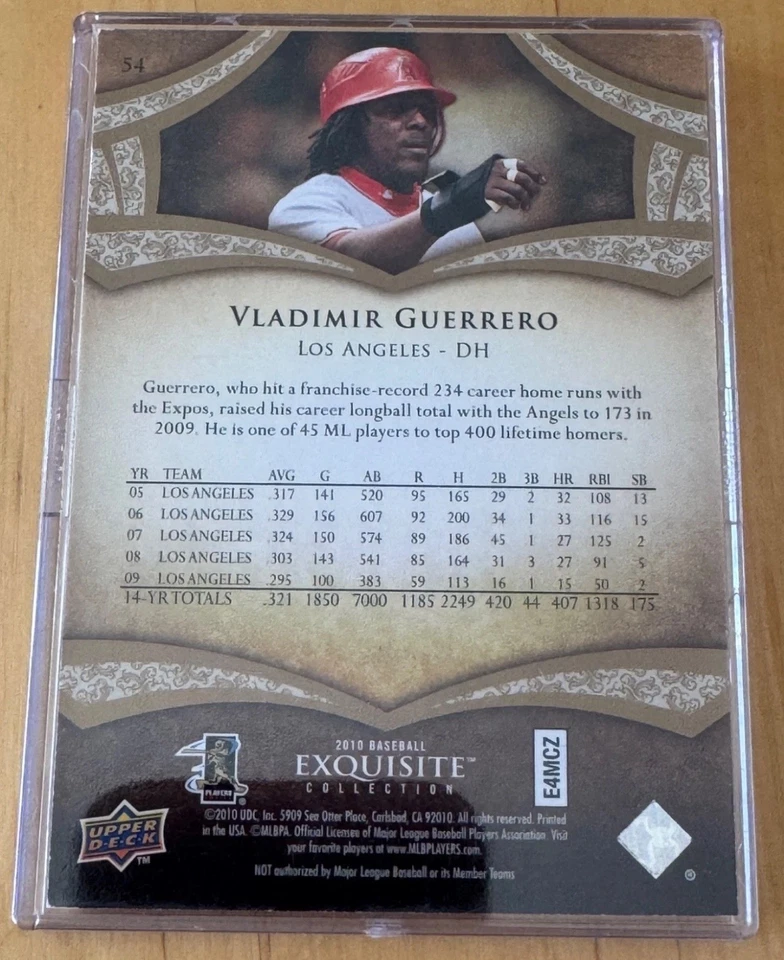 54
VLADIMIR GUERRERO
LOS ANGELES - DH
Guerrero, who hit a franchise-record 234 career home runs with
the Expos, raised his career longball total with the Angels to 173 in
2009. He is one of 45 ML players to top 400 lifetime homers.
YR TEAM AVG G AB R H 2B 3B HR RBI SB
05 LOS ANGELES .317 141 520 95 165 29 2 32 108 13
06 LOS ANGELES .329 156 607 92 200 34 1 33 116 15
07 LOS ANGELES .324 150 574 89 186 45 1 27 125 2
08 LOS ANGELES .303 143 541 85 164 31 3 27 91 5
09 LOS ANGELES .295 100 383 59 113 16 1 15 50 2
14-YR TOTALS .321 1850 7000 1185 2249 420 44 407 1318 175
PLAYERS
®
2010 BASEBALL
EXQUISITE™
COLLECTION
E4MCZ
©2010 UDC, Inc. 5909 Sea Otter Place, Carlsbad, CA 92010. All rights reserved. Printed
in the USA. ©MLBPA. Official Licensee of Major League Baseball Players Association. Visit
your favorite players at www.MLBPLAYERS.com.
NOT authorized by Major League Baseball or its Member Teams
UPPER
DECK
™